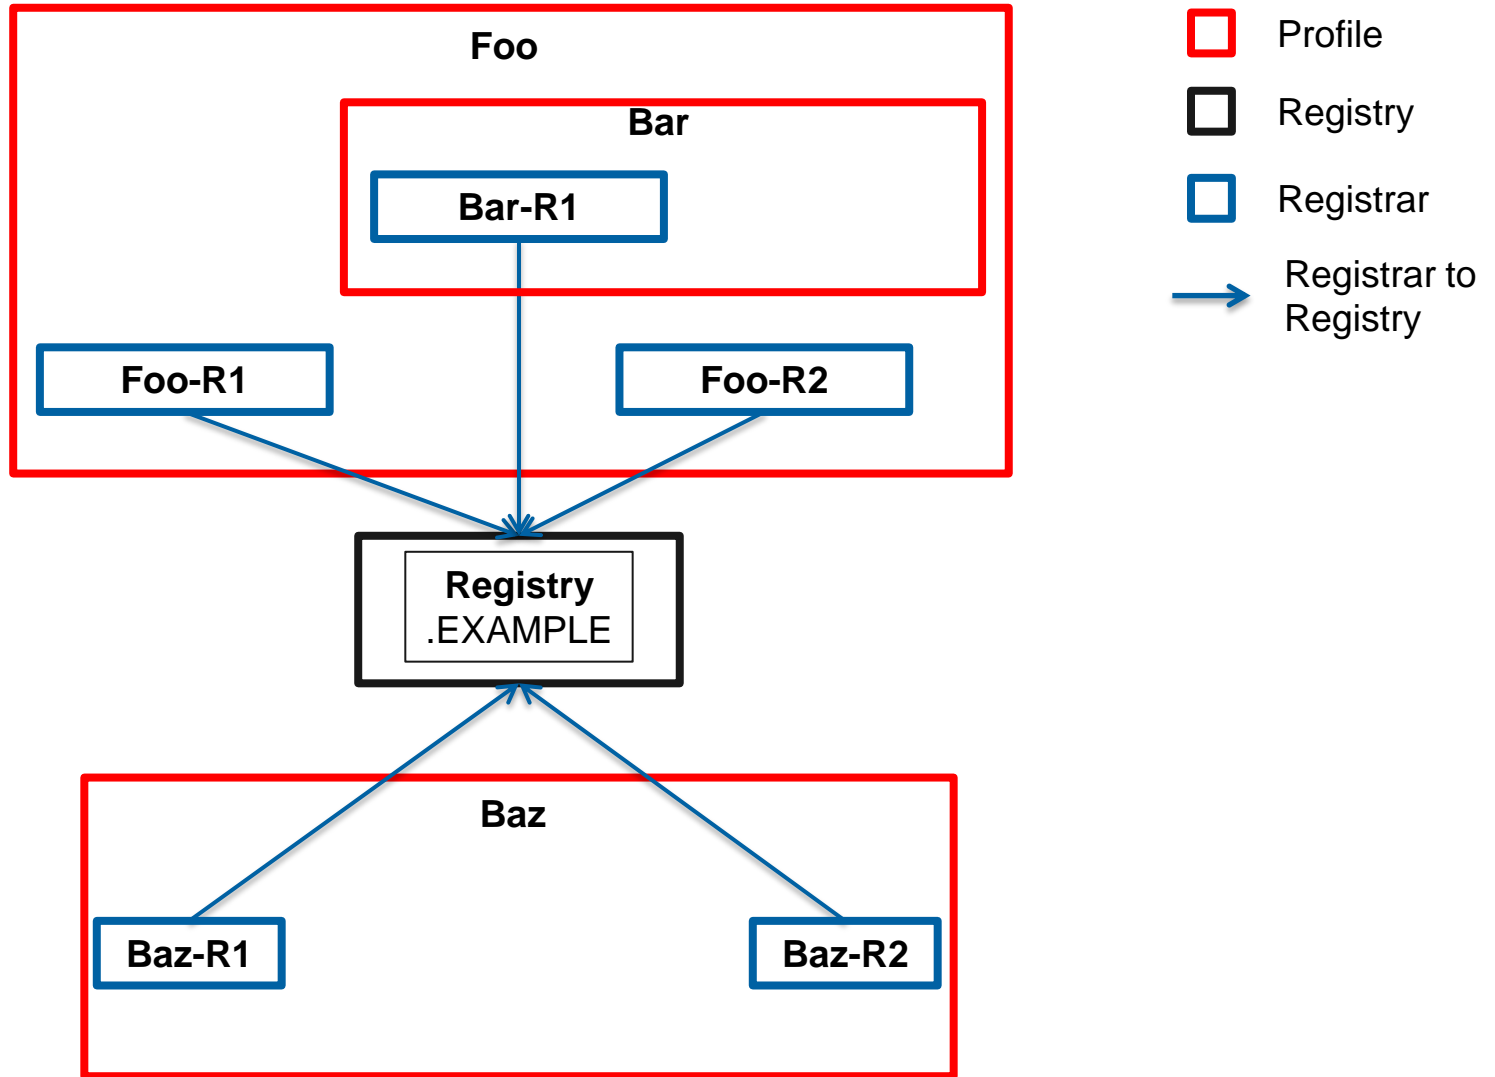 Foo
Bar
Bar-R1
Foo-R1
Foo-R2
Registry
.EXAMPLE
Baz
Baz-R1
Baz-R2
Profile
Registry
Registrar
Registrar to
Registry